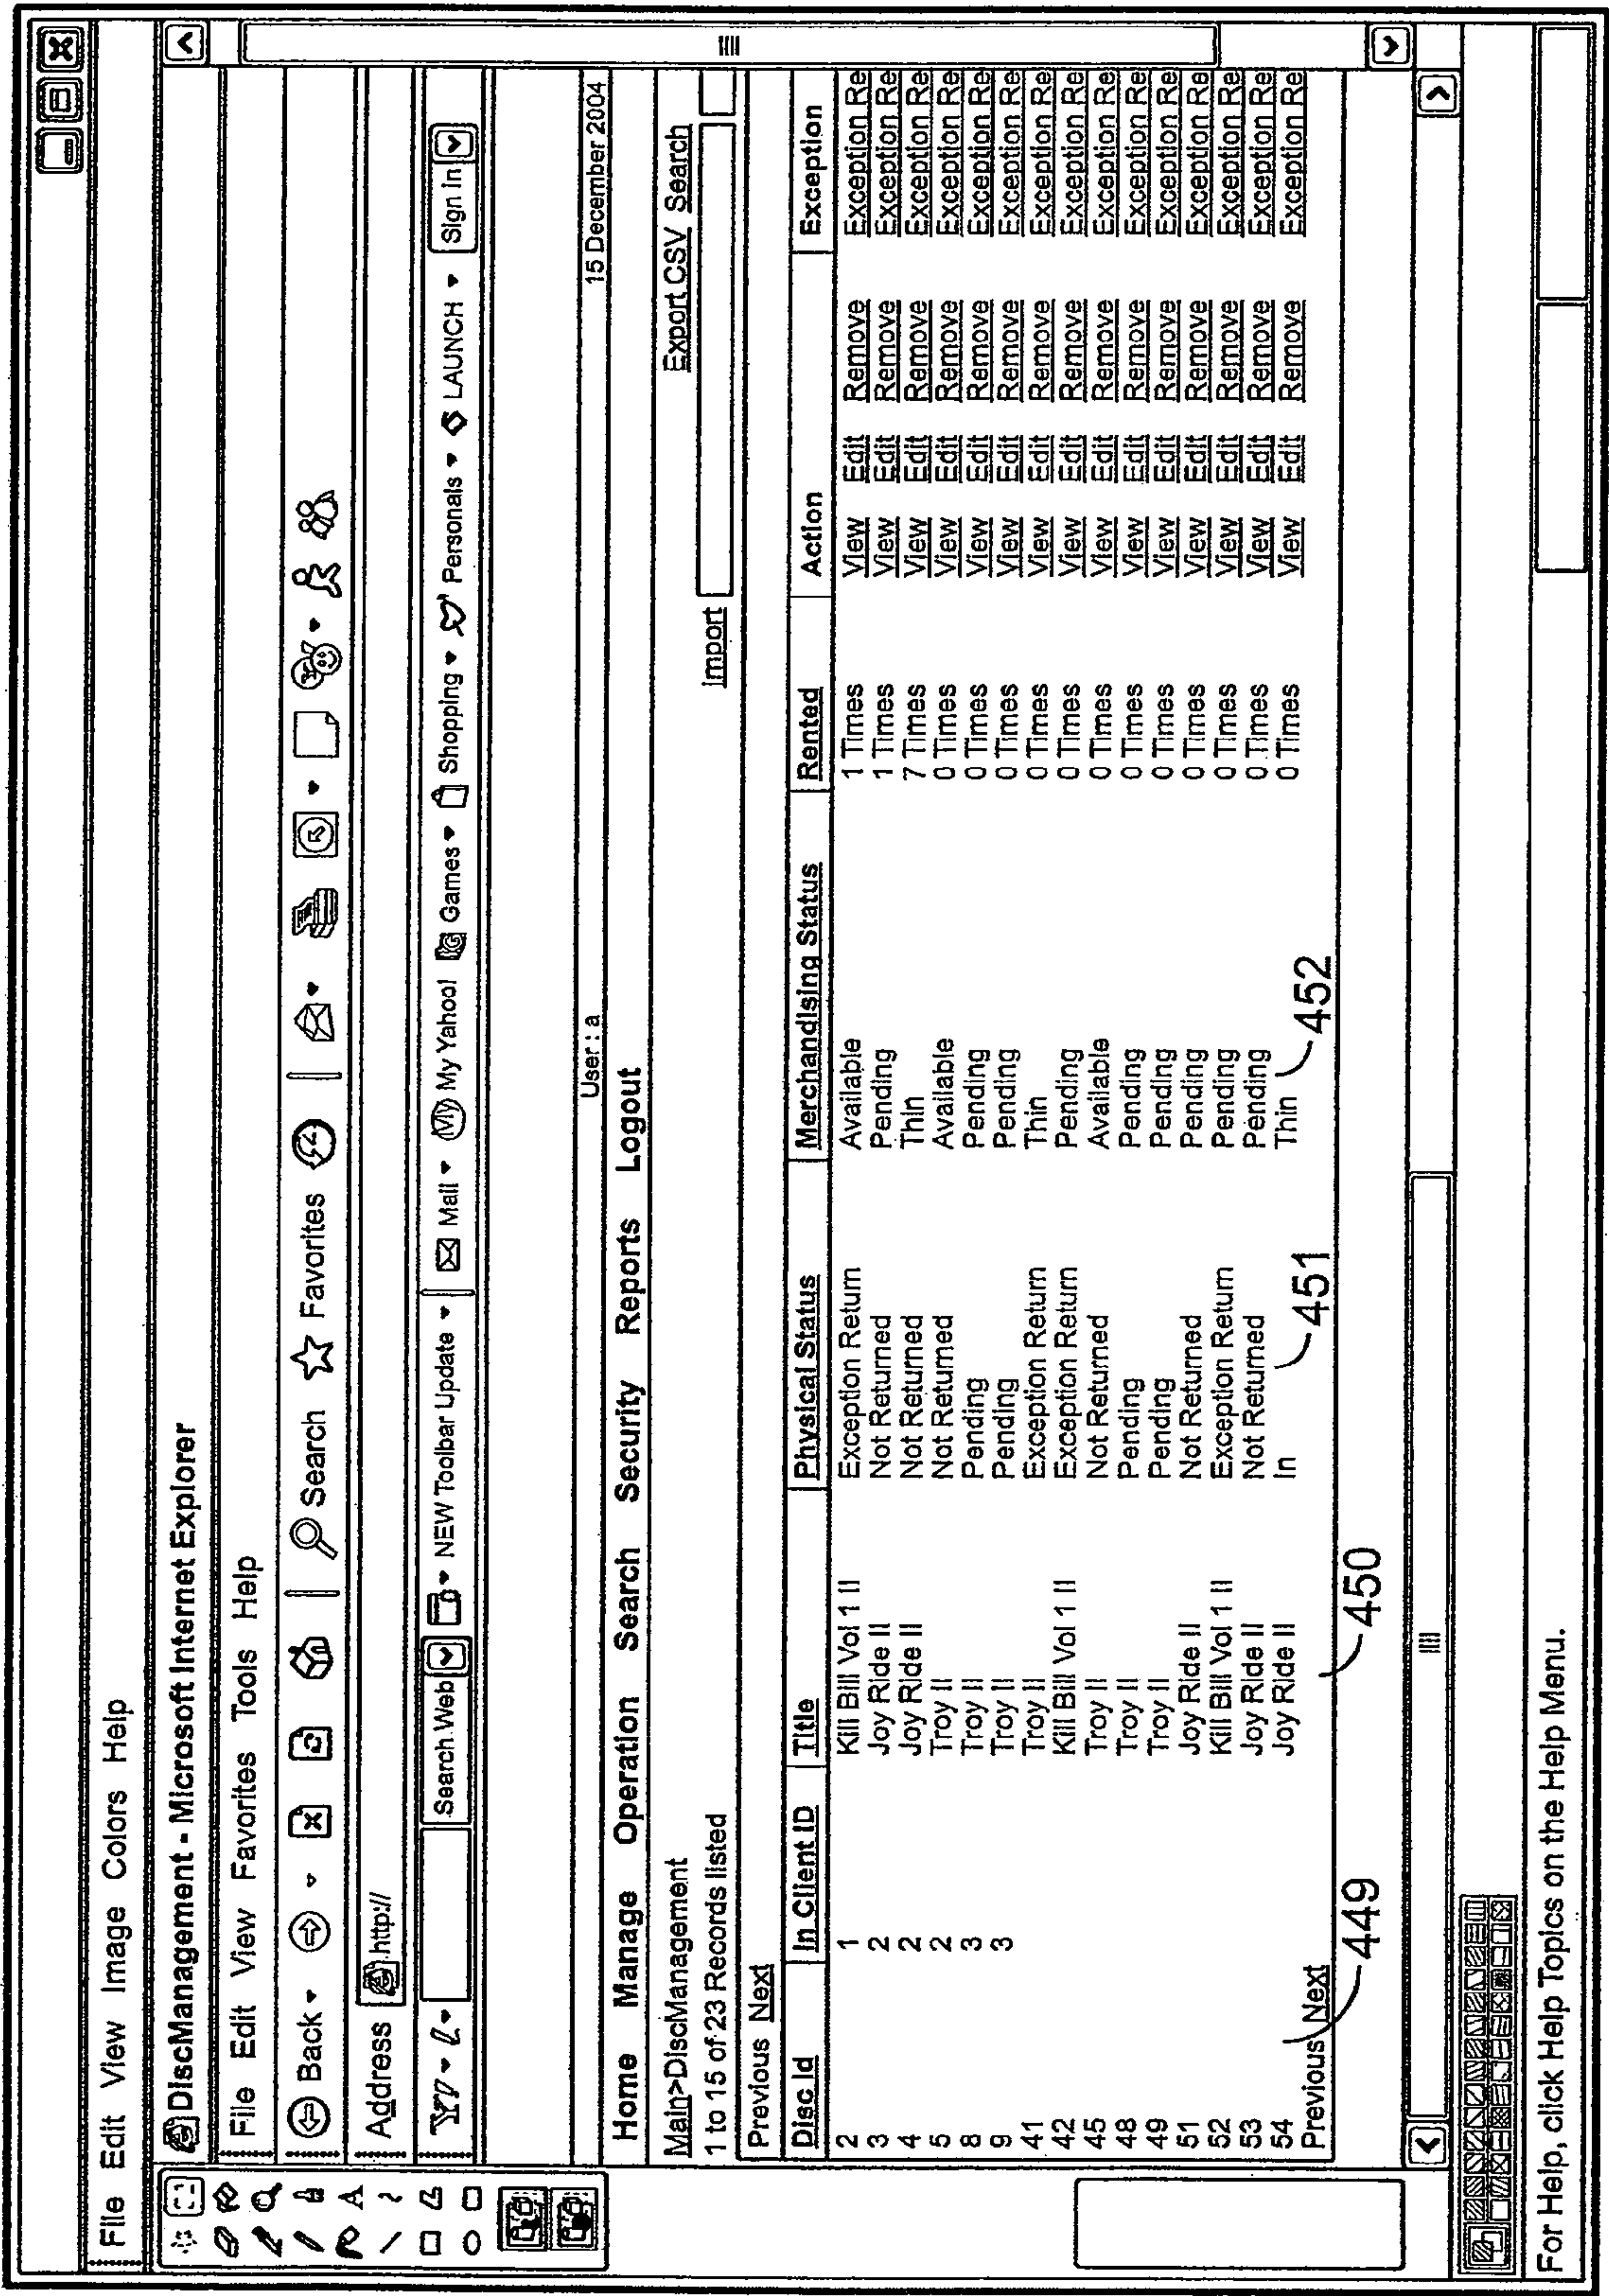 File Edit View Image Colors Help
DiscManagement - Microsoft Internet Explorer
File Edit View Favorites Tools Help
Back Search Favorites
Address http://
Search Web NEW Toolbar Update Mail My Yahoo! Games Shopping Personals LAUNCH Sign In
User: a 15 December 2004
Home Manage Operation Search Security Reports Logout
Main>DiscManagement Export CSV Search
1 to 15 of 23 Records listed Import
Previous Next
Disc Id In Client ID Title Physical Status Merchandising Status Rented Action Exception
2 1 Kill Bill Vol 1 II Exception Return Available 1 Times View Edit Remove Exception Re
3 2 Joy Ride II Not Returned Pending 1 Times View Edit Remove Exception Re
4 2 Joy Ride II Not Returned Thin 7 Times View Edit Remove Exception Re
5 2 Troy II Not Returned Available 0 Times View Edit Remove Exception Re
8 3 Troy II Pending Pending 0 Times View Edit Remove Exception Re
9 3 Troy II Pending Pending 0 Times View Edit Remove Exception Re
41 Troy II Exception Return Thin 0 Times View Edit Remove Exception Re
42 Kill Bill Vol 1 II Exception Return Pending 0 Times View Edit Remove Exception Re
45 Troy II Not Returned Available 0 Times View Edit Remove Exception Re
48 Troy II Pending Pending 0 Times View Edit Remove Exception Re
49 Troy II Pending Pending 0 Times View Edit Remove Exception Re
51 Joy Ride II Not Returned Pending 0 Times View Edit Remove Exception Re
52 Kill Bill Vol 1 II Exception Return Pending 0 Times View Edit Remove Exception Re
53 Joy Ride II Not Returned Pending 0 Times View Edit Remove Exception Re
54 Joy Ride II In Thin 0 Times View Edit Remove Exception Re
Previous Next
449 450 451 452
For Help, click Help Topics on the Help Menu.